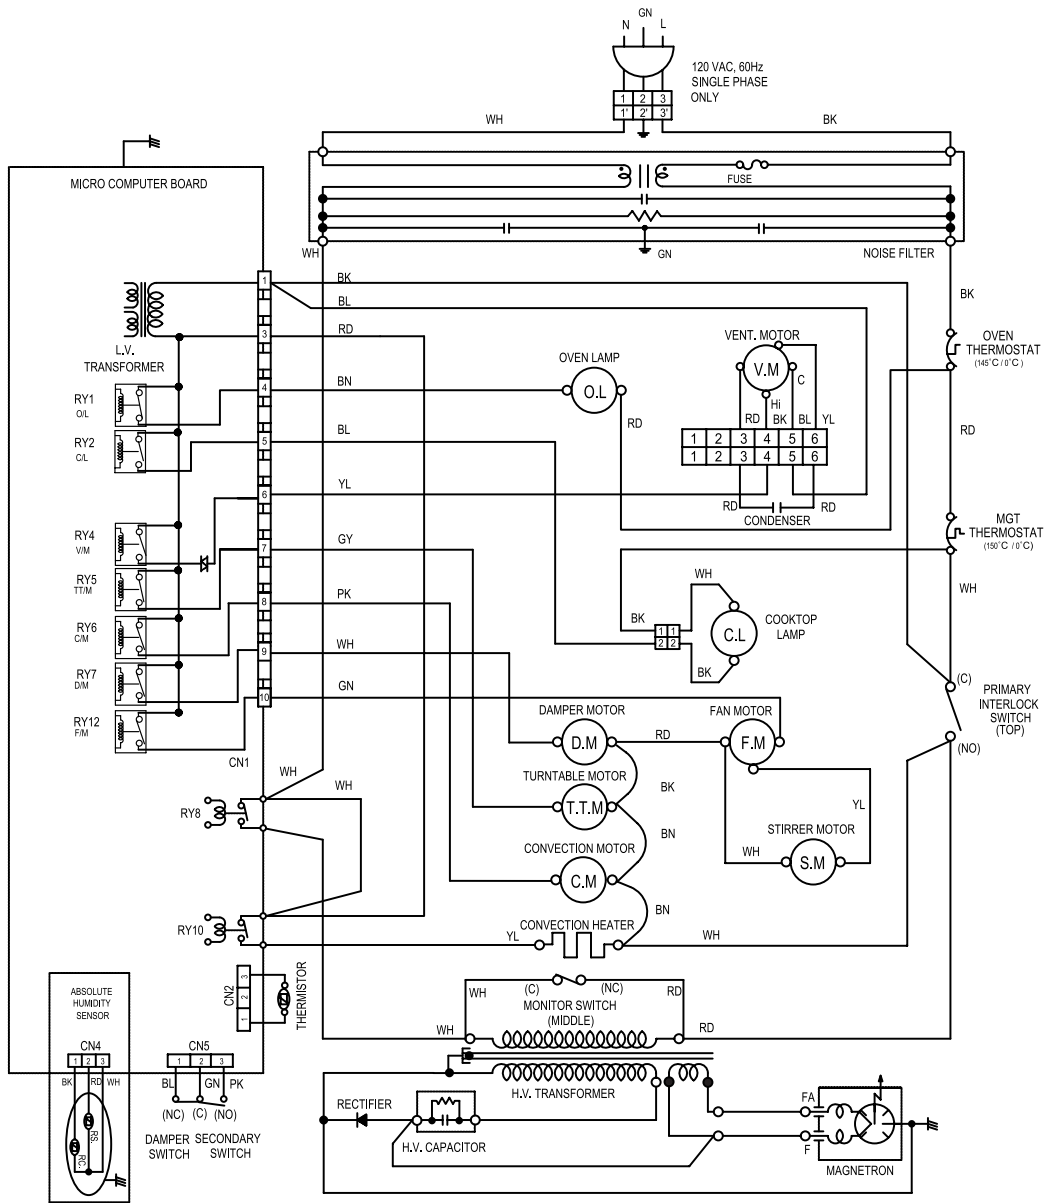 GN
N
L
120 VAC, 60Hz
SINGLE PHASE
ONLY
1 2 3
1' 2' 3'
WH
BK
MICRO COMPUTER BOARD
FUSE
WH
GN
NOISE FILTER
1
BK
BL
BK
3
RD
L.V.
TRANSFORMER
OVEN LAMP
O.L
RD
VENT. MOTOR
V.M
C
Hi
RD BK BL YL
1 2 3 4 5 6
1 2 3 4 5 6
RD
RD
CONDENSER
OVEN
THERMOSTAT
(145°C / 0°C)
RD
RY1
O/L
4
BN
RY2
C/L
5
BL
6
YL
MGT
THERMOSTAT
(150°C / 0°C)
WH
RY4
V/M
7
GY
RY5
TT/M
8
PK
WH
BK
1 1
2 2
C.L
COOKTOP
LAMP
BK
RY6
C/M
9
WH
RY7
D/M
10
GN
RY12
F/M
CN1
(C)
PRIMARY
INTERLOCK
SWITCH
(TOP)
(NO)
DAMPER MOTOR
D.M
RD
FAN MOTOR
F.M
TURNTABLE MOTOR
T.T.M
BK
YL
BN
CONVECTION MOTOR
C.M
WH
STIRRER MOTOR
S.M
BN
WH
WH
RY8
RY10
CONVECTION HEATER
YL
WH
CN2
3
2
1
THERMISTOR
WH
(C)
(NC)
RD
MONITOR SWITCH
(MIDDLE)
WH
RD
ABSOLUTE
HUMIDITY
SENSOR
CN4
1 2 3
BK RD WH
RS.
RC.
CN5
1 2 3
BL GN PK
(NC) (C) (NO)
DAMPER
SWITCH
SECONDARY
SWITCH
H.V. TRANSFORMER
RECTIFIER
H.V. CAPACITOR
FA
F
MAGNETRON